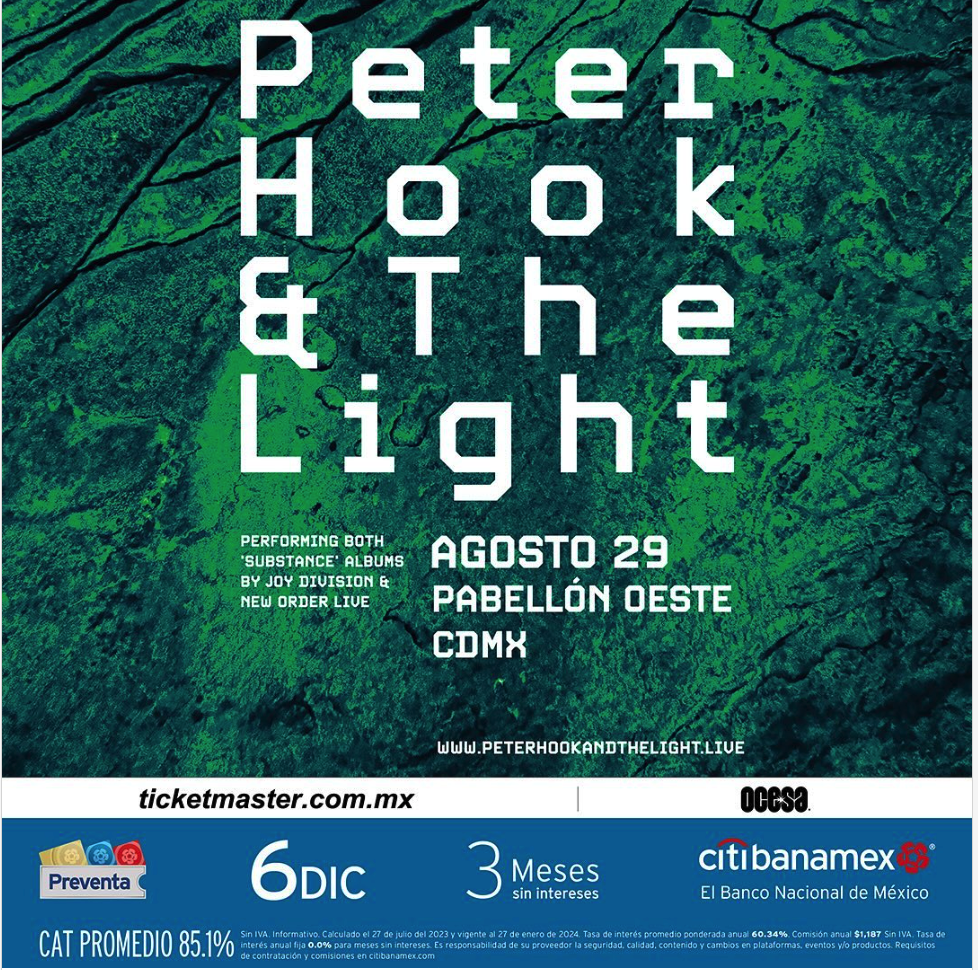 Peter
Hook
& The
Light
PERFORMING BOTH
'SUBSTANCE' ALBUMS
BY JOY DIVISION &
NEW ORDER LIVE
AGOSTO 29
PABELLÓN OESTE
CDMX
WWW.PETERHOOKANDTHELIGHT.LIVE
ticketmaster.com.mx
ocesa
Preventa
6 DIC
3 Meses
sin intereses
citibanamex
El Banco Nacional de México
CAT PROMEDIO 85.1%
Sin IVA. Informativo. Calculado el 27 de julio del 2023 y vigente al 27 de enero de 2024. Tasa de interés promedio ponderada anual 60.34%. Comisión anual $1,187 Sin IVA. Tasa de
interés anual fija 0.0% para meses sin intereses. Es responsabilidad de su proveedor la seguridad, calidad, contenido y cambios en plataformas, eventos y/o productos. Requisitos
de contratación y comisiones en citibanamex.com